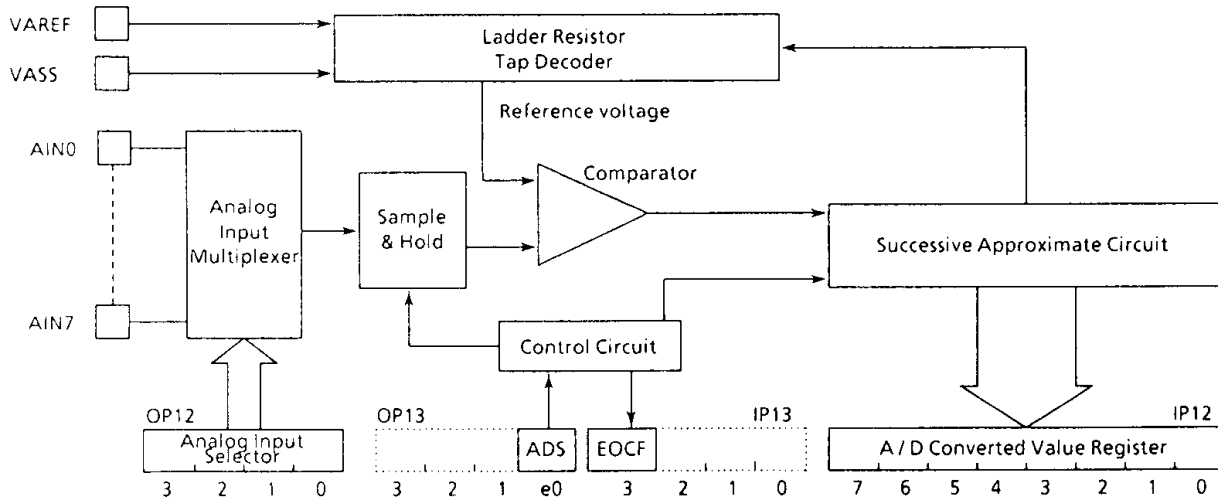 VAREF
VASS
Ladder Resistor
Tap Decoder
Reference voltage
AIN0
AIN7
Analog
Input
Multiplexer
Sample
& Hold
Comparator
Successive Approximate Circuit
Control Circuit
OP12
Analog Input
Selector
3 2 1 0
OP13
ADS
3 2 1 e0
IP13
EOCF
3 2 1 0
IP12
A / D Converted Value Register
7 6 5 4 3 2 1 0